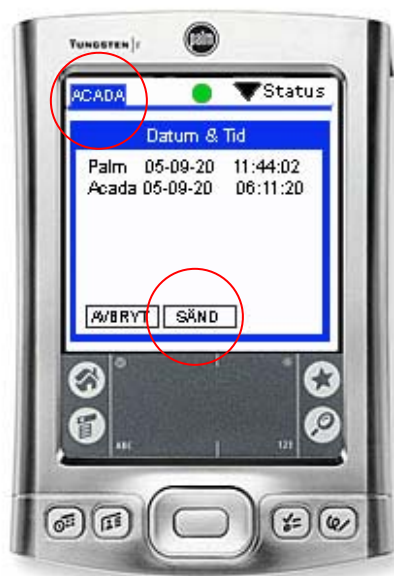 TUNGSTEN | E
palm
ACADA Status
Datum & Tid
Palm 05-09-20 11:44:02
Acada 05-09-20 06:11:20
AVBRYT SÄND
ABC 123